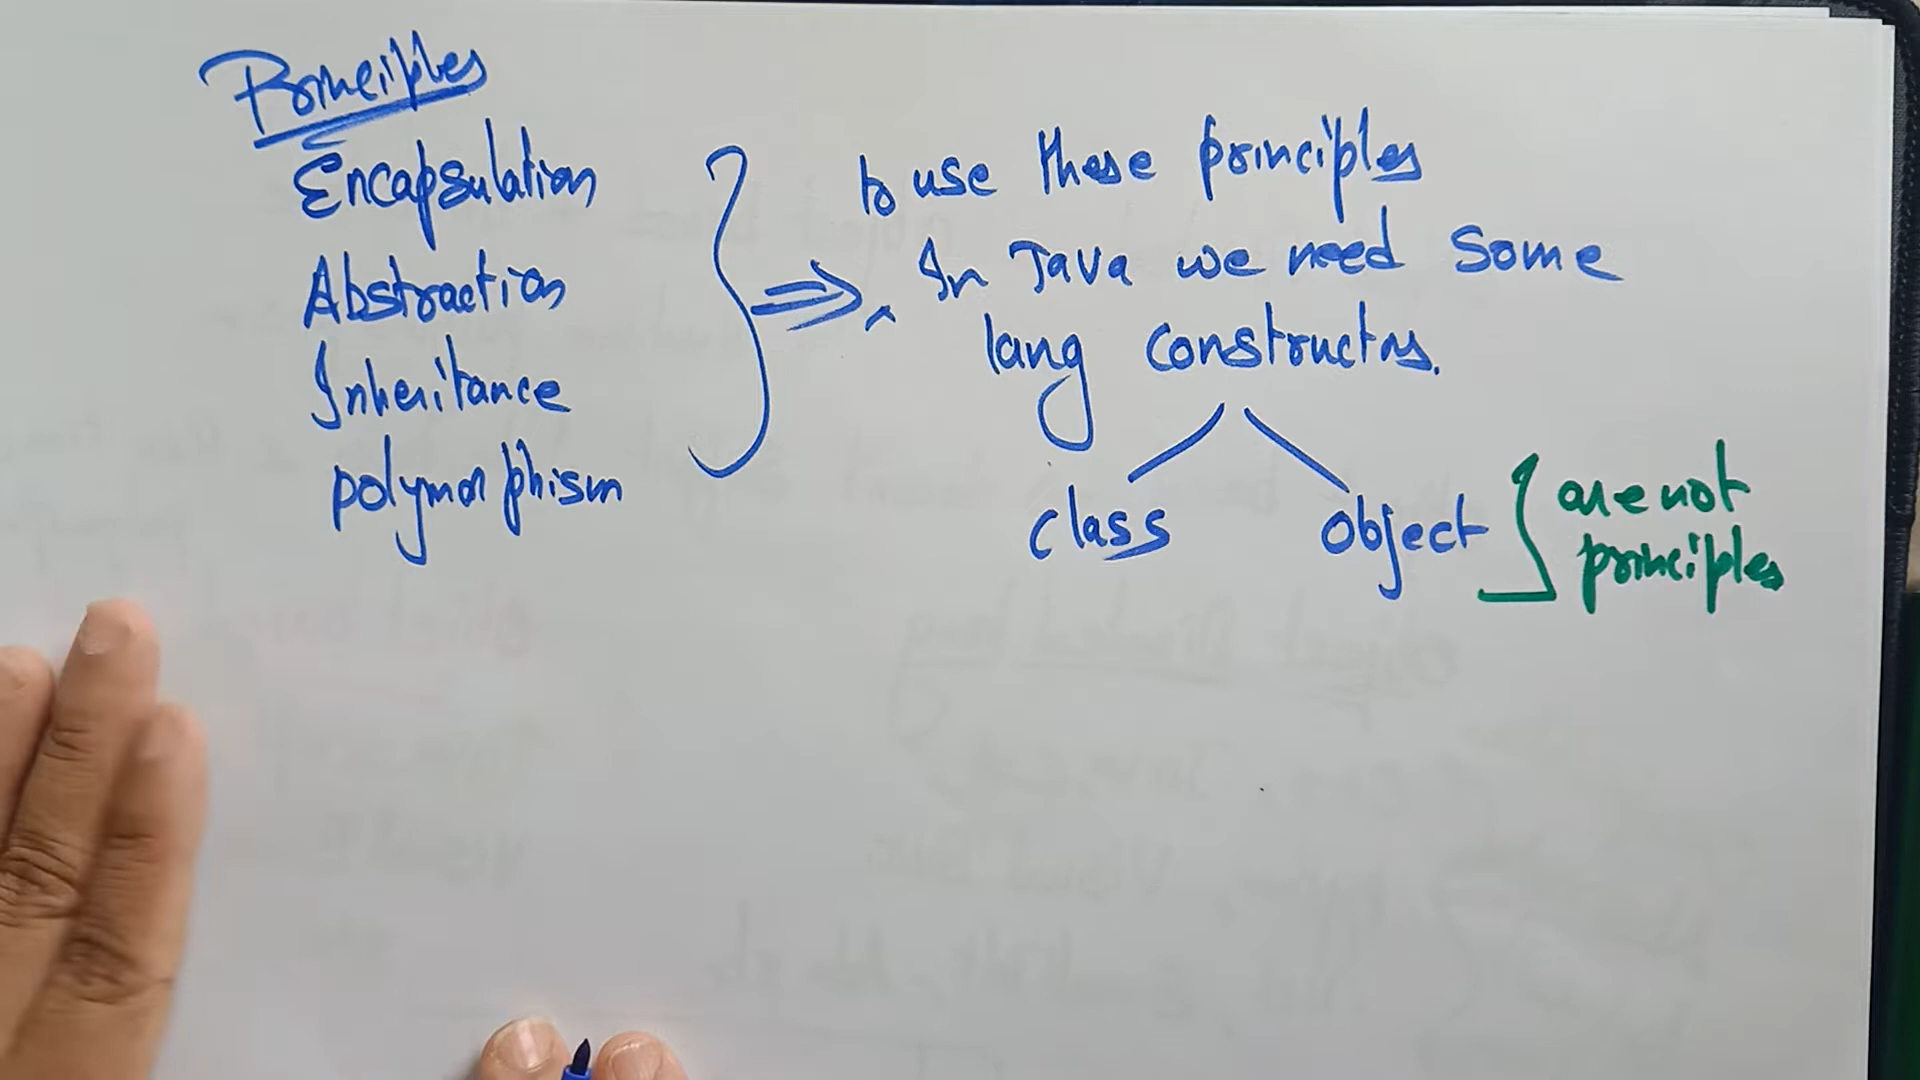 Principles
Encapsulation
Abstraction
Inheritance
polymorphism
to use these principles
In Java we need some
lang constructs.
class object
are not
principles